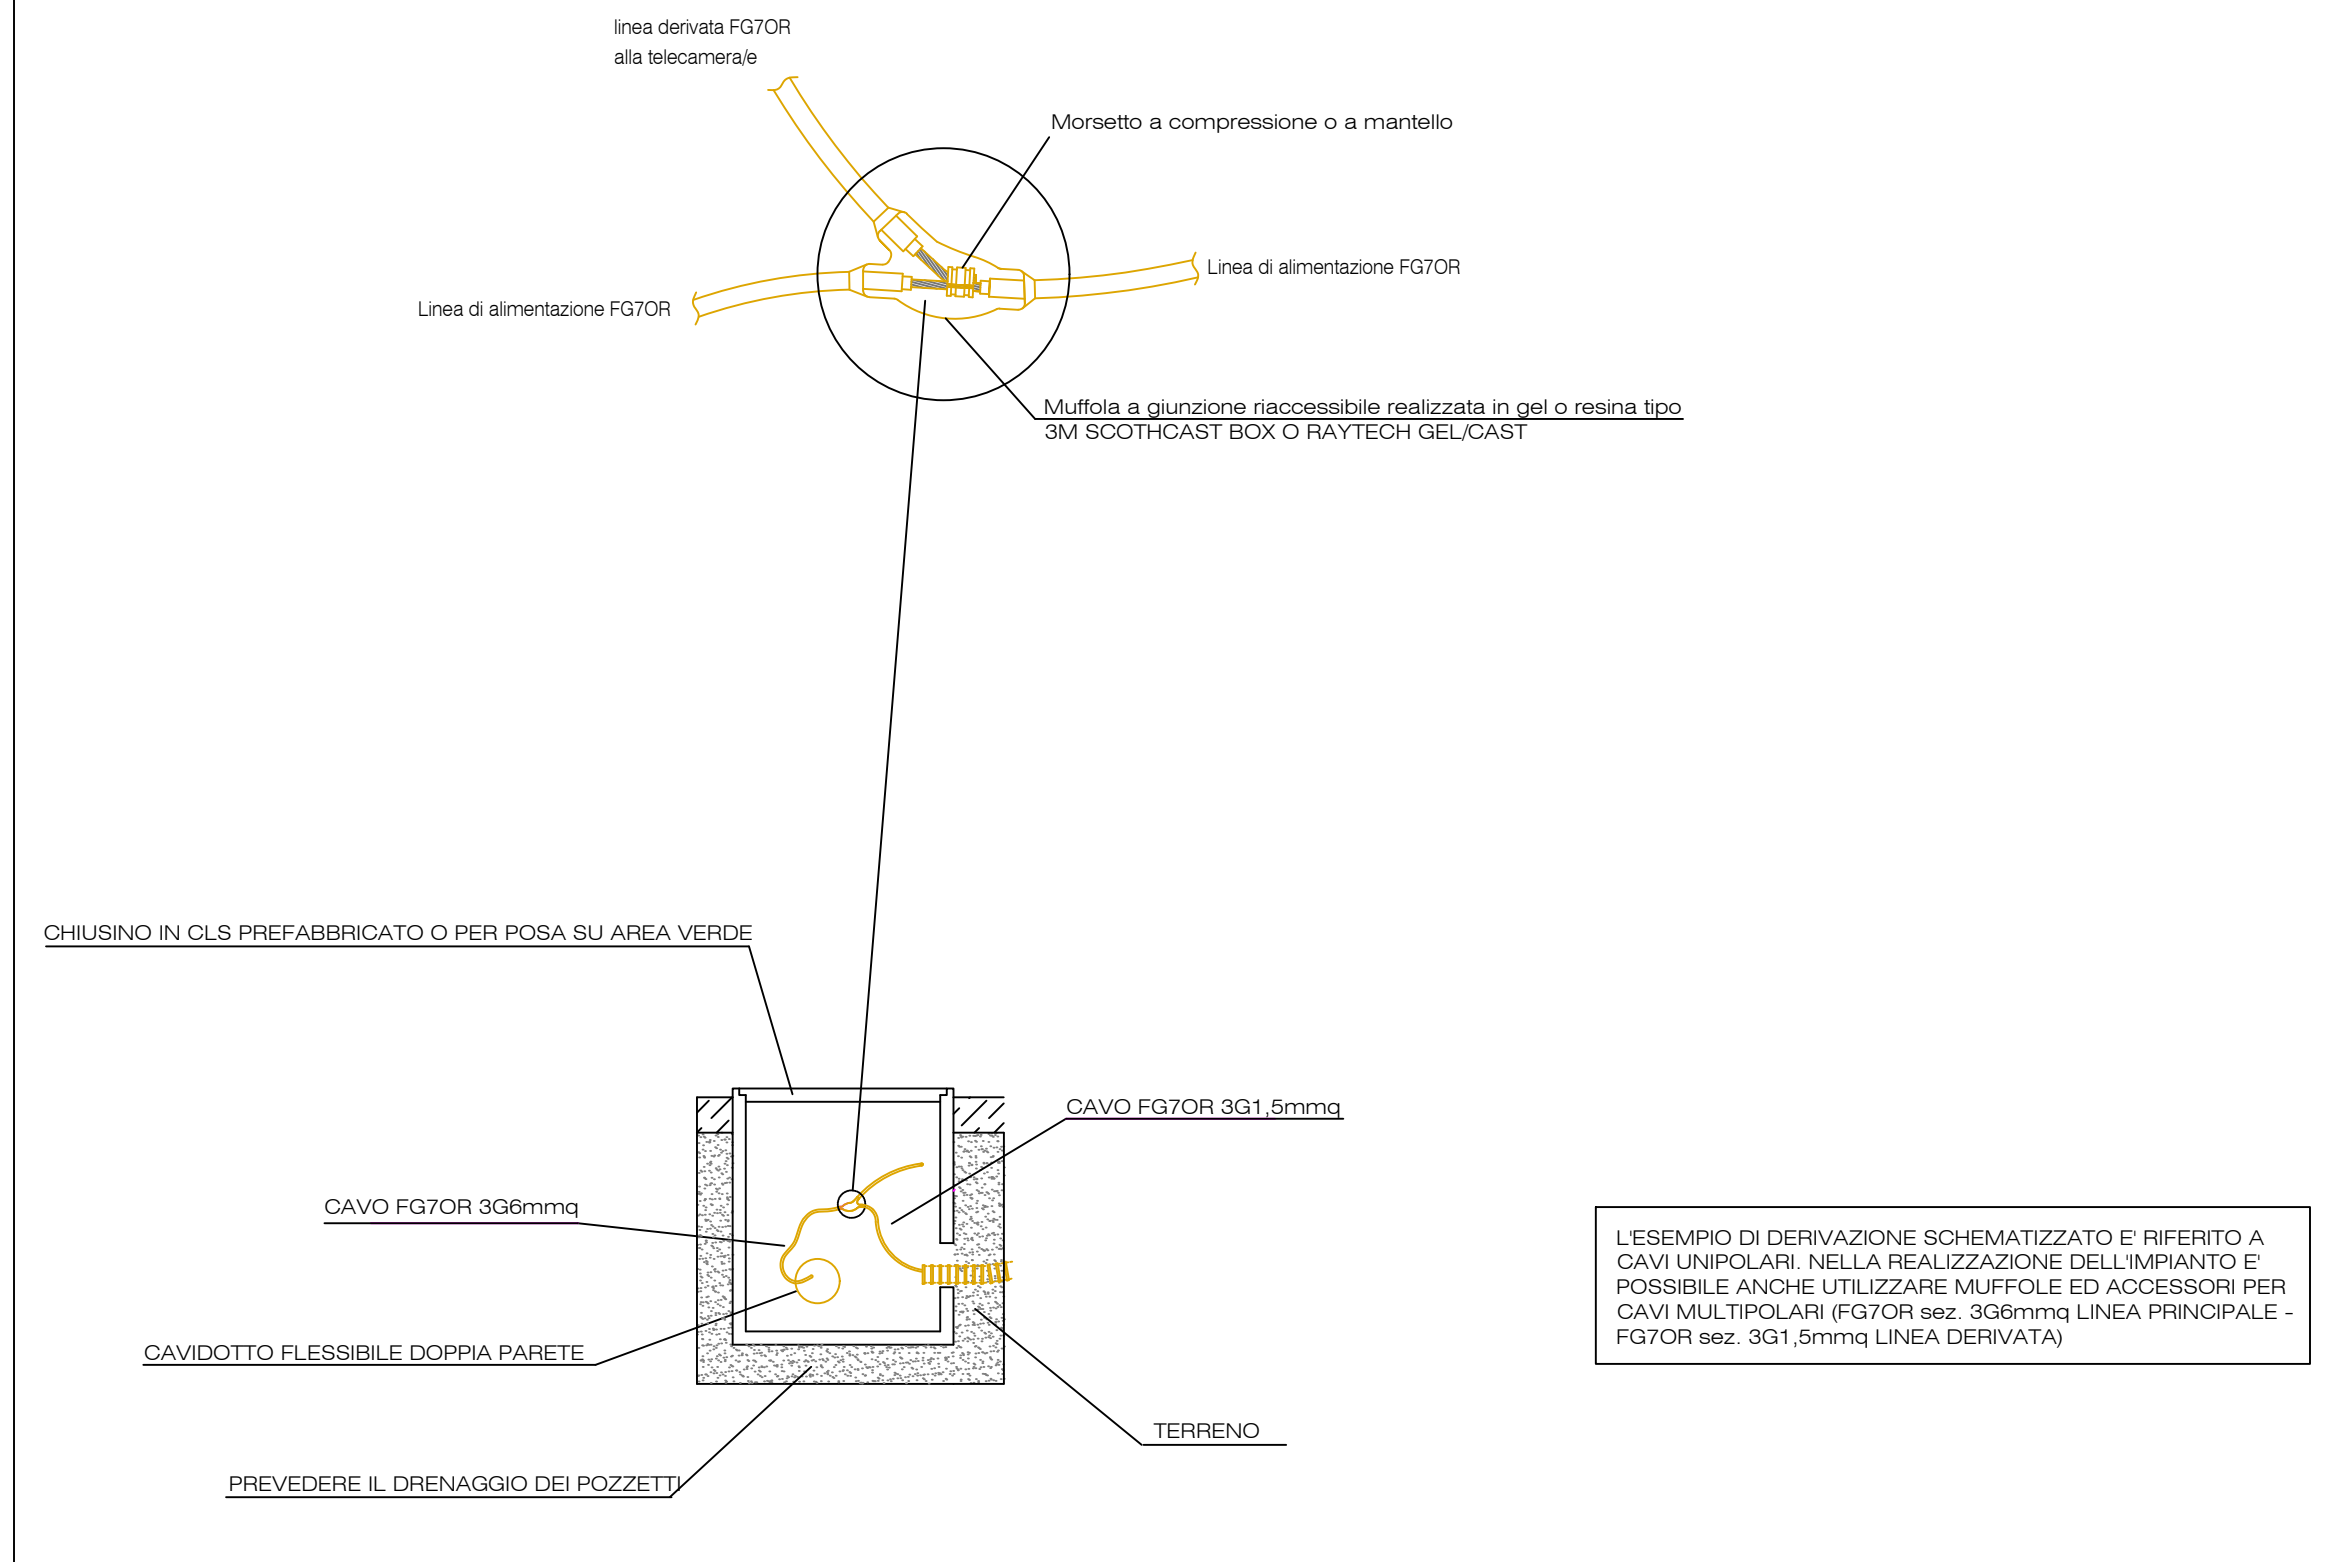 linea derivata FG7OR
alla telecamera/e
Morsetto a compressione o a mantello
Linea di alimentazione FG7OR
Linea di alimentazione FG7OR
Muffola a giunzione riaccessibile realizzata in gel o resina tipo
3M SCOTHCAST BOX O RAYTECH GEL/CAST
CHIUSINO IN CLS PREFABBRICATO O PER POSA SU AREA VERDE
CAVO FG7OR 3G1,5mmq
CAVO FG7OR 3G6mmq
L'ESEMPIO DI DERIVAZIONE SCHEMATIZZATO E' RIFERITO A
CAVI UNIPOLARI. NELLA REALIZZAZIONE DELL'IMPIANTO E'
POSSIBILE ANCHE UTILIZZARE MUFFOLE ED ACCESSORI PER
CAVI MULTIPOLARI (FG7OR sez. 3G6mmq LINEA PRINCIPALE -
FG7OR sez. 3G1,5mmq LINEA DERIVATA)
CAVIDOTTO FLESSIBILE DOPPIA PARETE
TERRENO
PREVEDERE IL DRENAGGIO DEI POZZETTI